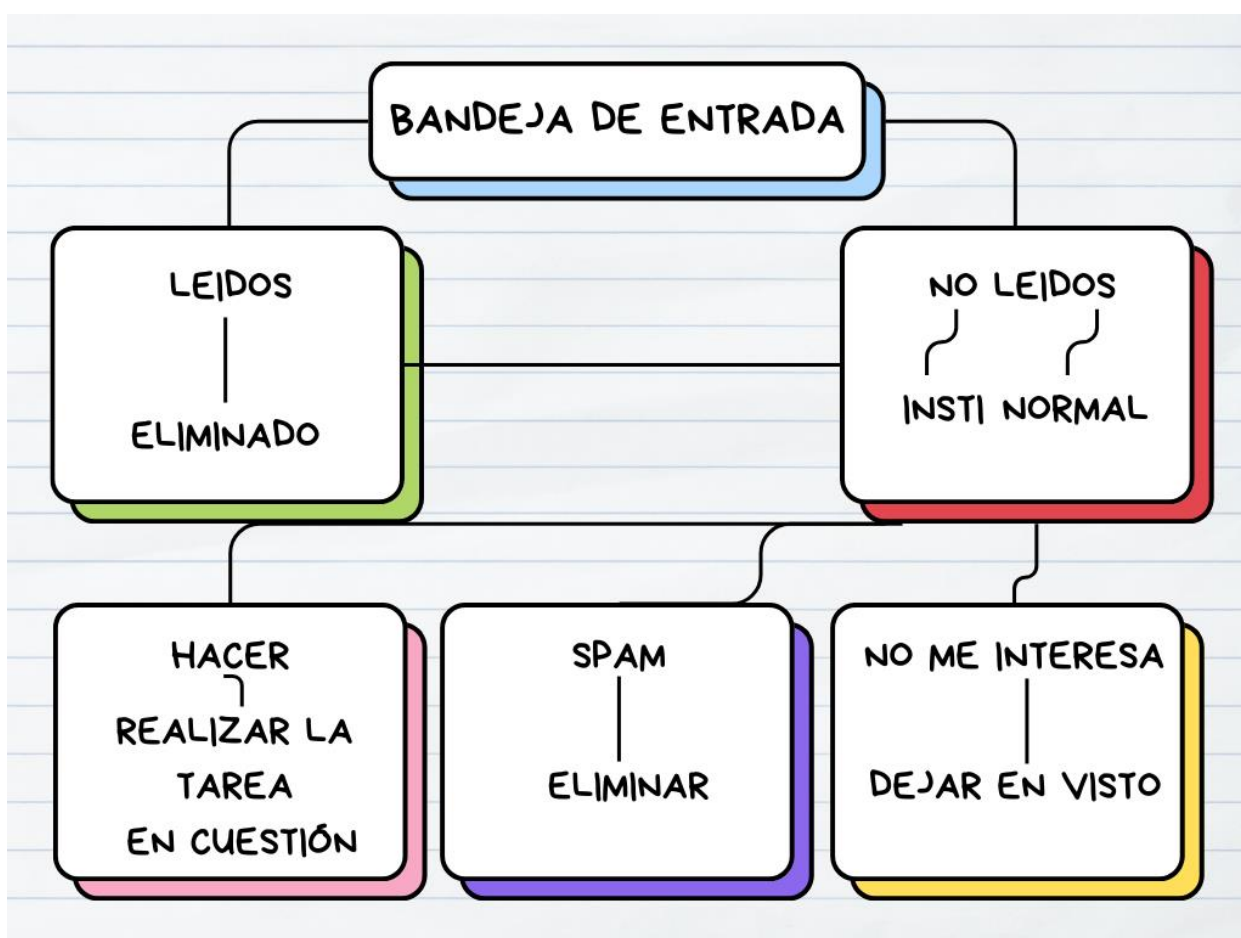 BANDEJA DE ENTRADA
LEIDOS
ELIMINADO
NO LEIDOS
INSTI NORMAL
HACER
REALIZAR LA
TAREA
EN CUESTIÓN
SPAM
ELIMINAR
NO ME INTERESA
DEJAR EN VISTO